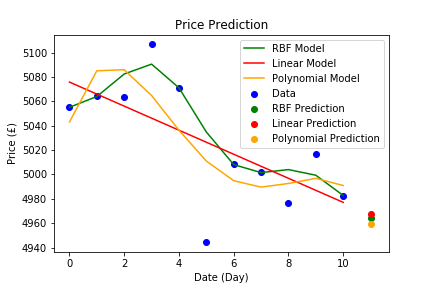 Price Prediction
RBF Model
Linear Model
Polynomial Model
Data
RBF Prediction
Linear Prediction
Polynomial Prediction
Price (£)
5100
5080
5060
5040
5020
5000
4980
4960
4940
0 2 4 6 8 10
Date (Day)